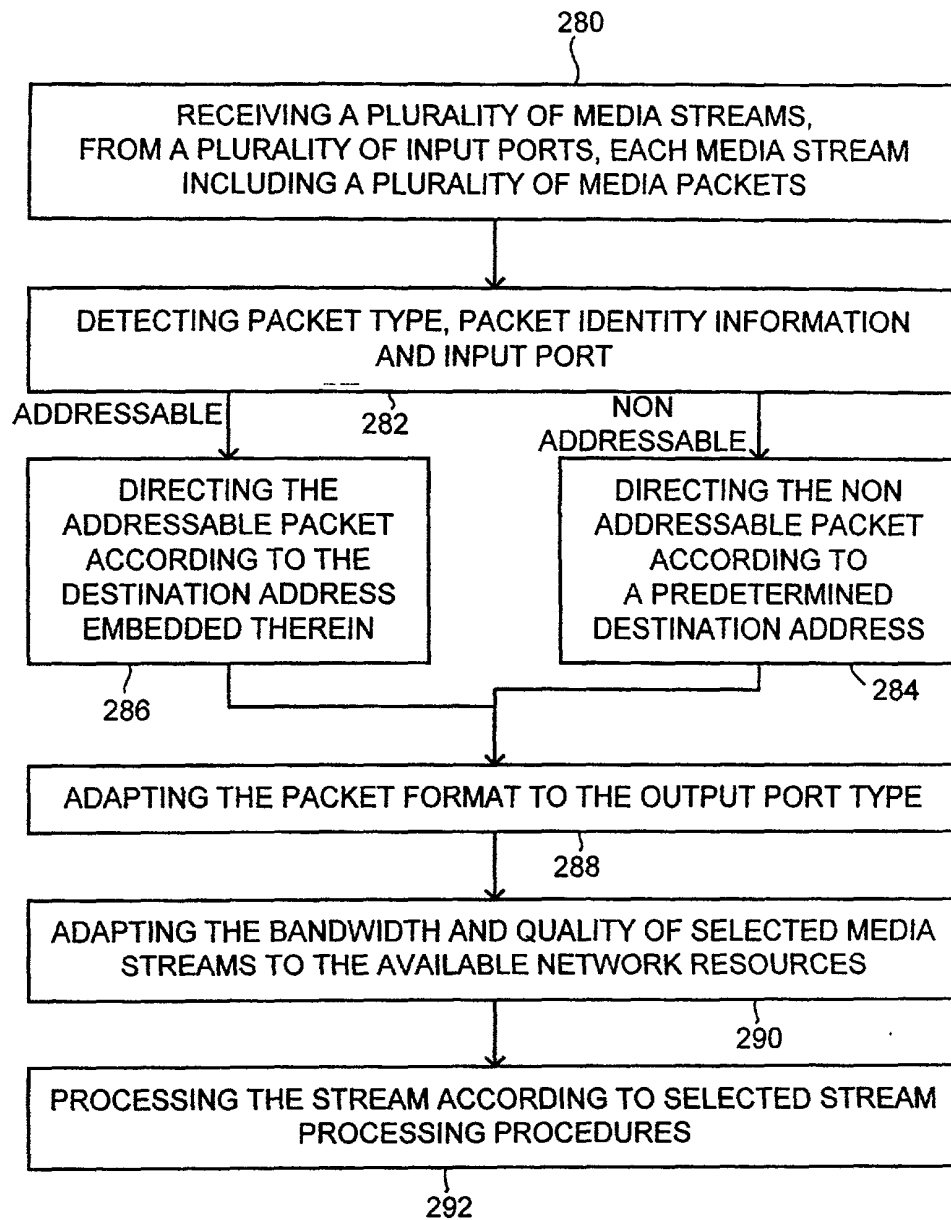 280
RECEIVING A PLURALITY OF MEDIA STREAMS,
FROM A PLURALITY OF INPUT PORTS, EACH MEDIA STREAM
INCLUDING A PLURALITY OF MEDIA PACKETS
DETECTING PACKET TYPE, PACKET IDENTITY INFORMATION
AND INPUT PORT
282
ADDRESSABLE
NON
ADDRESSABLE
DIRECTING THE
ADDRESSABLE PACKET
ACCORDING TO THE
DESTINATION ADDRESS
EMBEDDED THEREIN
286
DIRECTING THE NON
ADDRESSABLE PACKET
ACCORDING TO
A PREDETERMINED
DESTINATION ADDRESS
284
ADAPTING THE PACKET FORMAT TO THE OUTPUT PORT TYPE
288
ADAPTING THE BANDWIDTH AND QUALITY OF SELECTED MEDIA
STREAMS TO THE AVAILABLE NETWORK RESOURCES
290
PROCESSING THE STREAM ACCORDING TO SELECTED STREAM
PROCESSING PROCEDURES
292